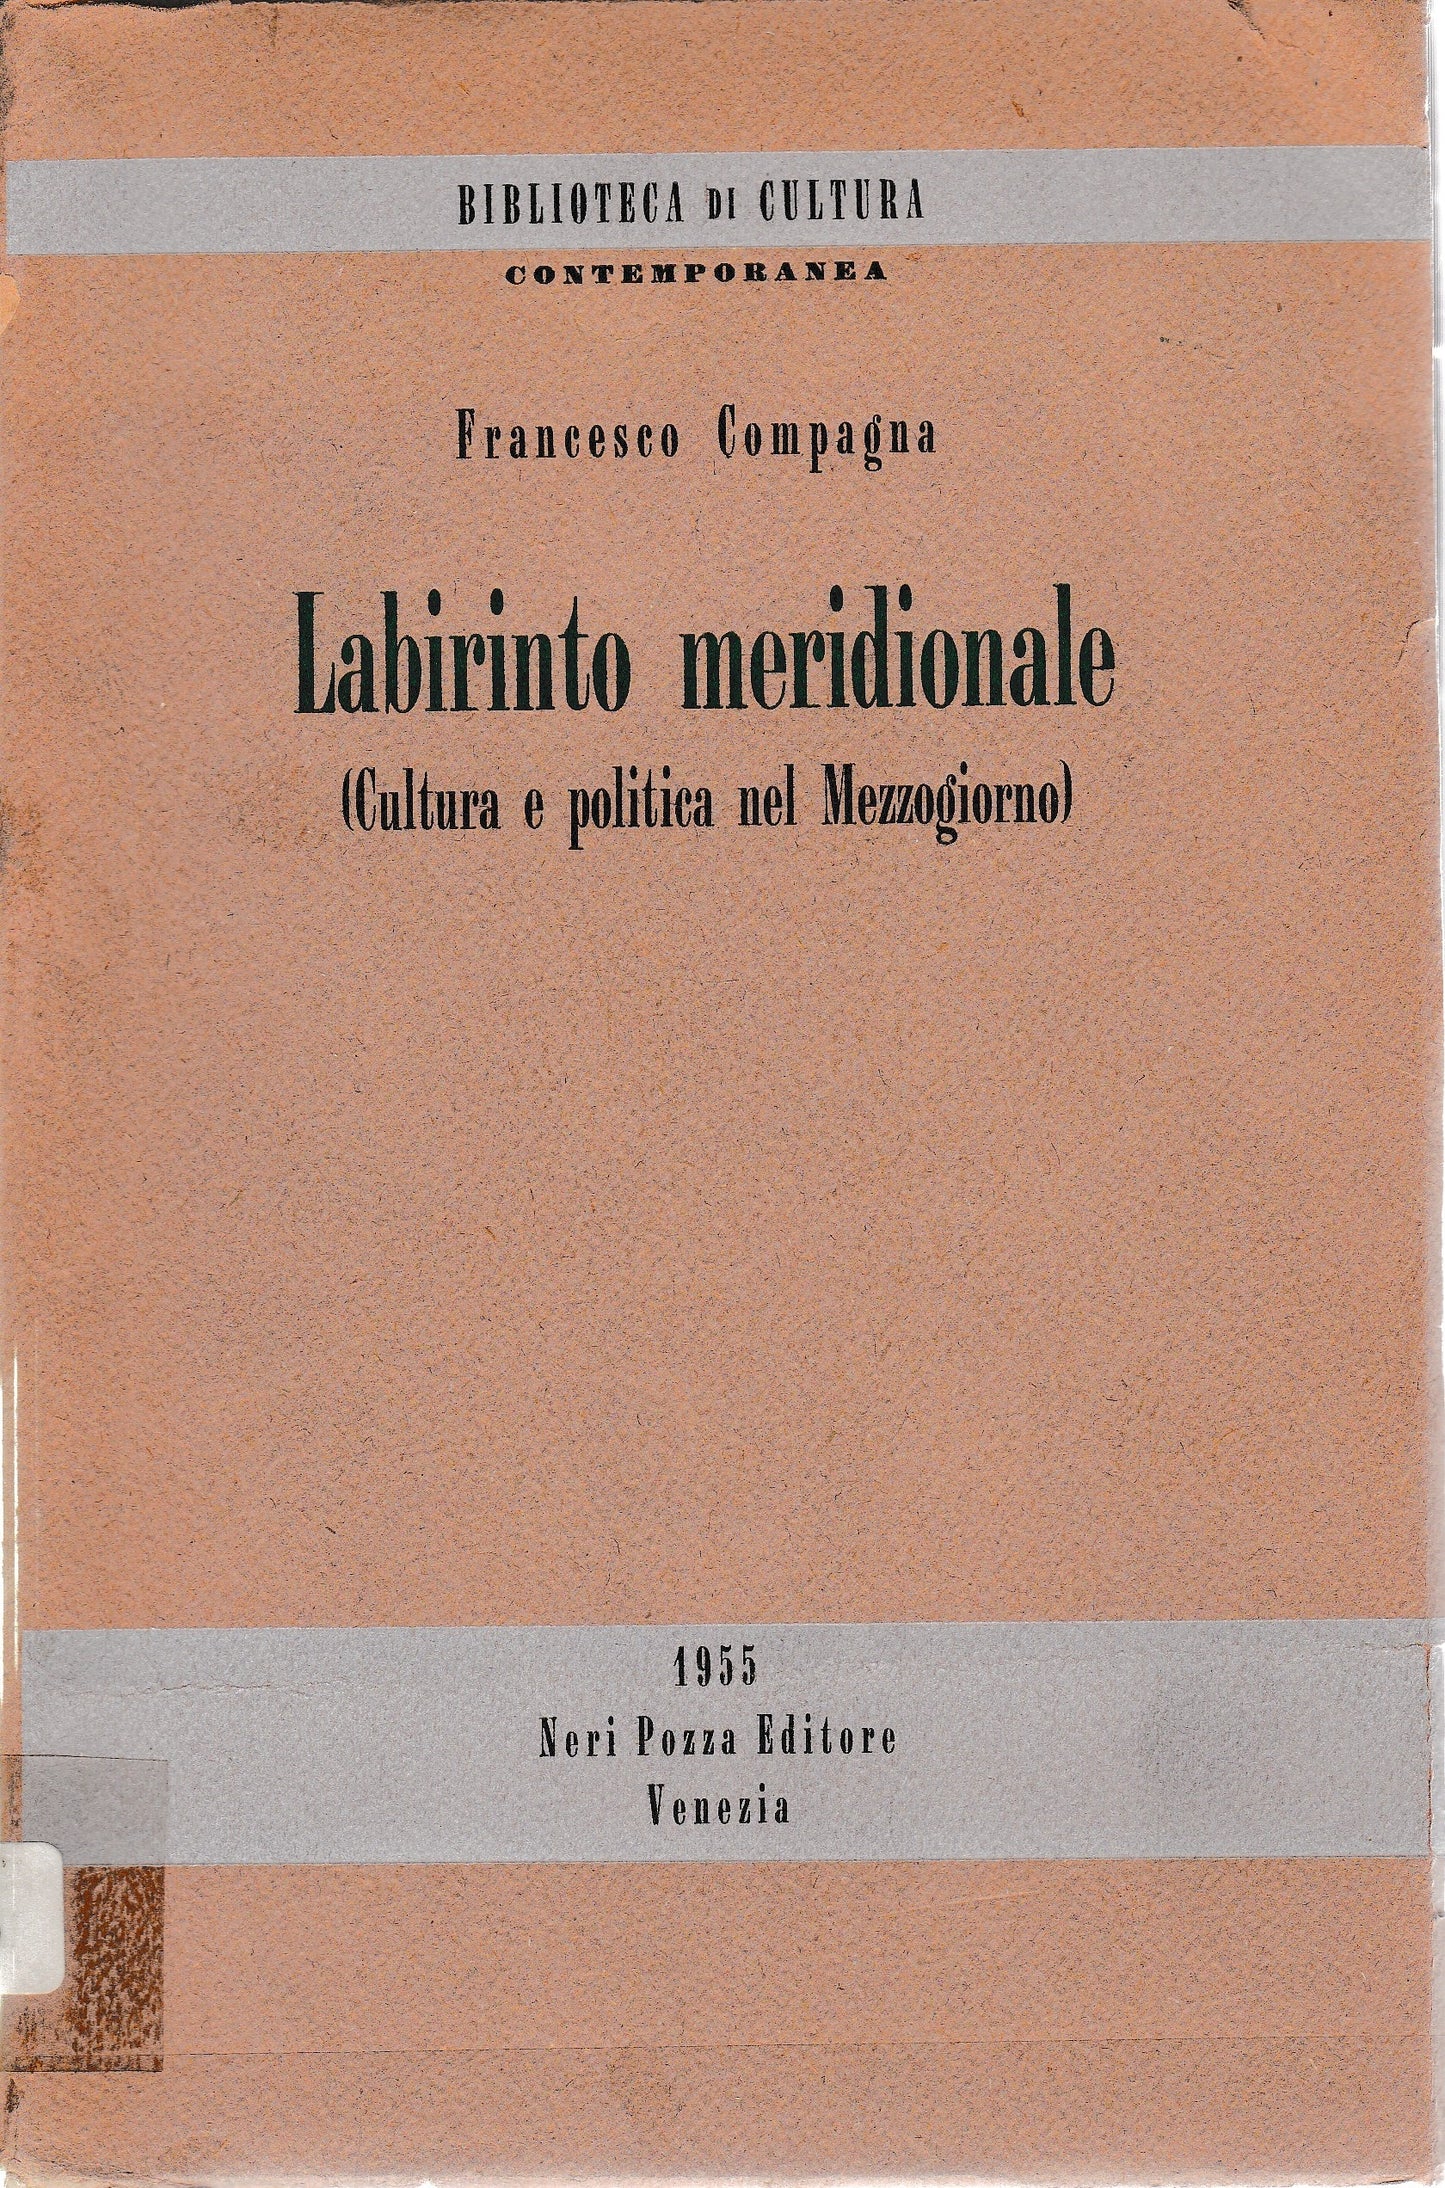 BIBLIOTECA DI CULTURA
CONTEMPORANEA
Francesco Compagna
Labirinto meridionale
(Cultura e politica nel Mezzogiorno)
1955
Neri Pozza Editore
Venezia